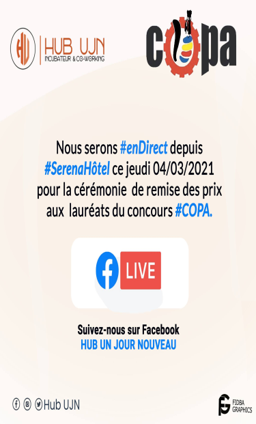 HUB UJN
INCUBATEUR & CO-WORKING
copa
Nous serons #enDirect depuis
#SerenaHôtel ce jeudi 04/03/2021
pour la cérémonie de remise des prix
aux lauréats du concours #COPA.
LIVE
Suivez-nous sur Facebook
HUB UN JOUR NOUVEAU
Hub UJN
FIDBA
GRAPHICS